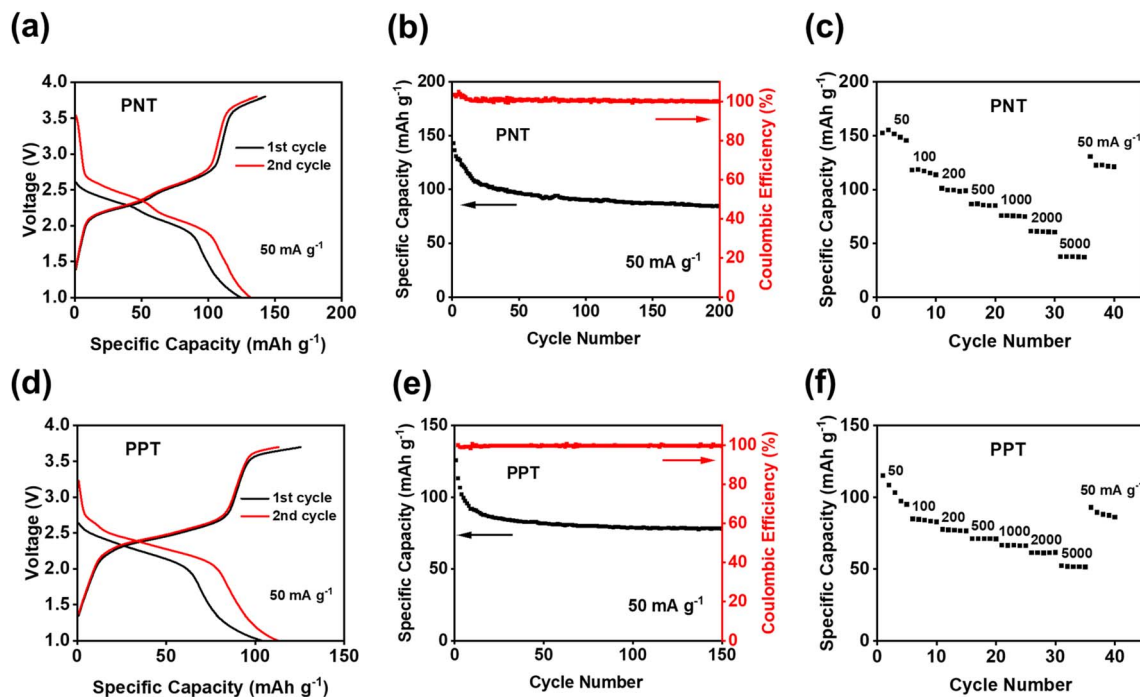 (a)
PNT
1st cycle
2nd cycle
50 mA g⁻¹
4.0
3.5
3.0
2.5
2.0
1.5
1.0
0
50
100
150
200
Voltage (V)
Specific Capacity (mAh g⁻¹)
(b)
PNT
50 mA g⁻¹
200
150
100
50
0
100
80
60
40
20
0
0
50
100
150
200
Specific Capacity (mAh g⁻¹)
Coulombic Efficiency (%)
Cycle Number
(c)
PNT
50
100
200
500
1000
2000
5000
50 mA g⁻¹
200
150
100
50
0
0
10
20
30
40
Specific Capacity (mAh g⁻¹)
Cycle Number
(d)
PPT
1st cycle
2nd cycle
50 mA g⁻¹
4.0
3.5
3.0
2.5
2.0
1.5
1.0
0
50
100
150
Voltage (V)
Specific Capacity (mAh g⁻¹)
(e)
PPT
50 mA g⁻¹
150
100
50
0
100
80
60
40
20
0
0
50
100
150
Specific Capacity (mAh g⁻¹)
Coulombic Efficiency (%)
Cycle Number
(f)
PPT
50
100
200
500
1000
2000
5000
50 mA g⁻¹
150
100
50
0
0
10
20
30
40
Specific Capacity (mAh g⁻¹)
Cycle Number